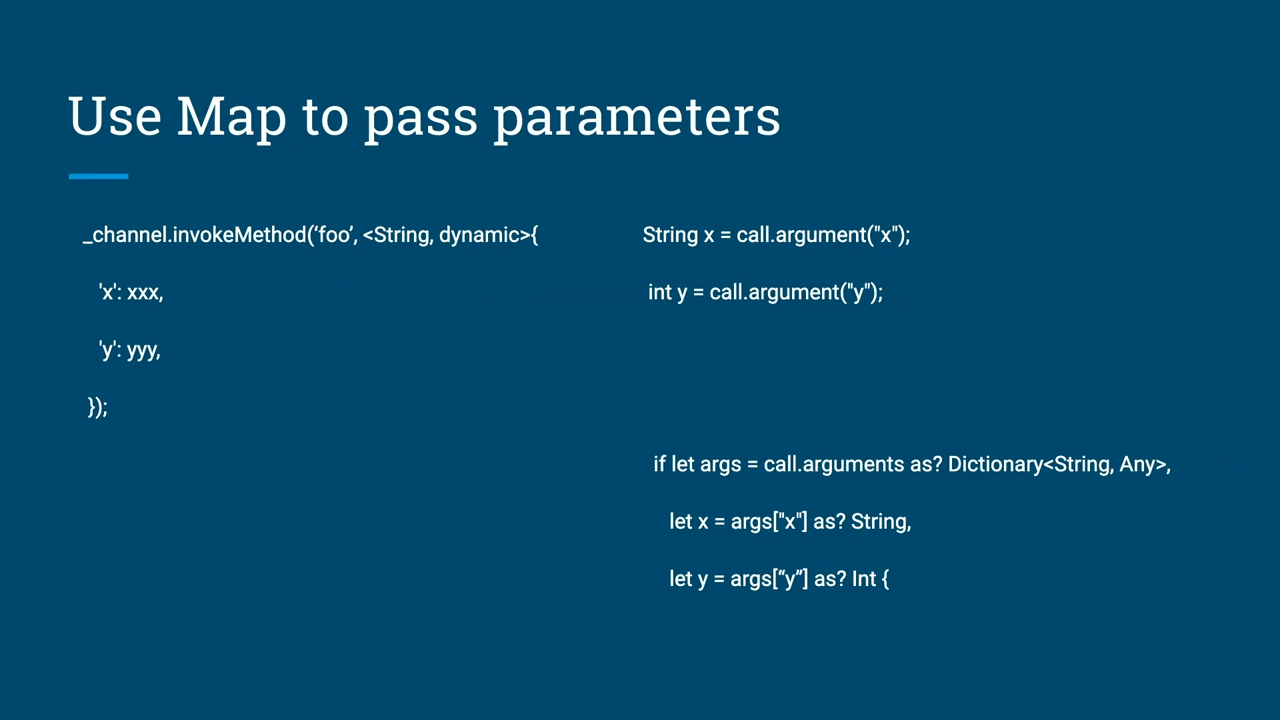 Use Map to pass parameters
_channel.invokeMethod(‘foo’, <String, dynamic>{
'x': xxx,
'y': yyy,
});
String x = call.argument("x");
int y = call.argument("y");
if let args = call.arguments as? Dictionary<String, Any>,
let x = args["x"] as? String,
let y = args[“y”] as? Int {